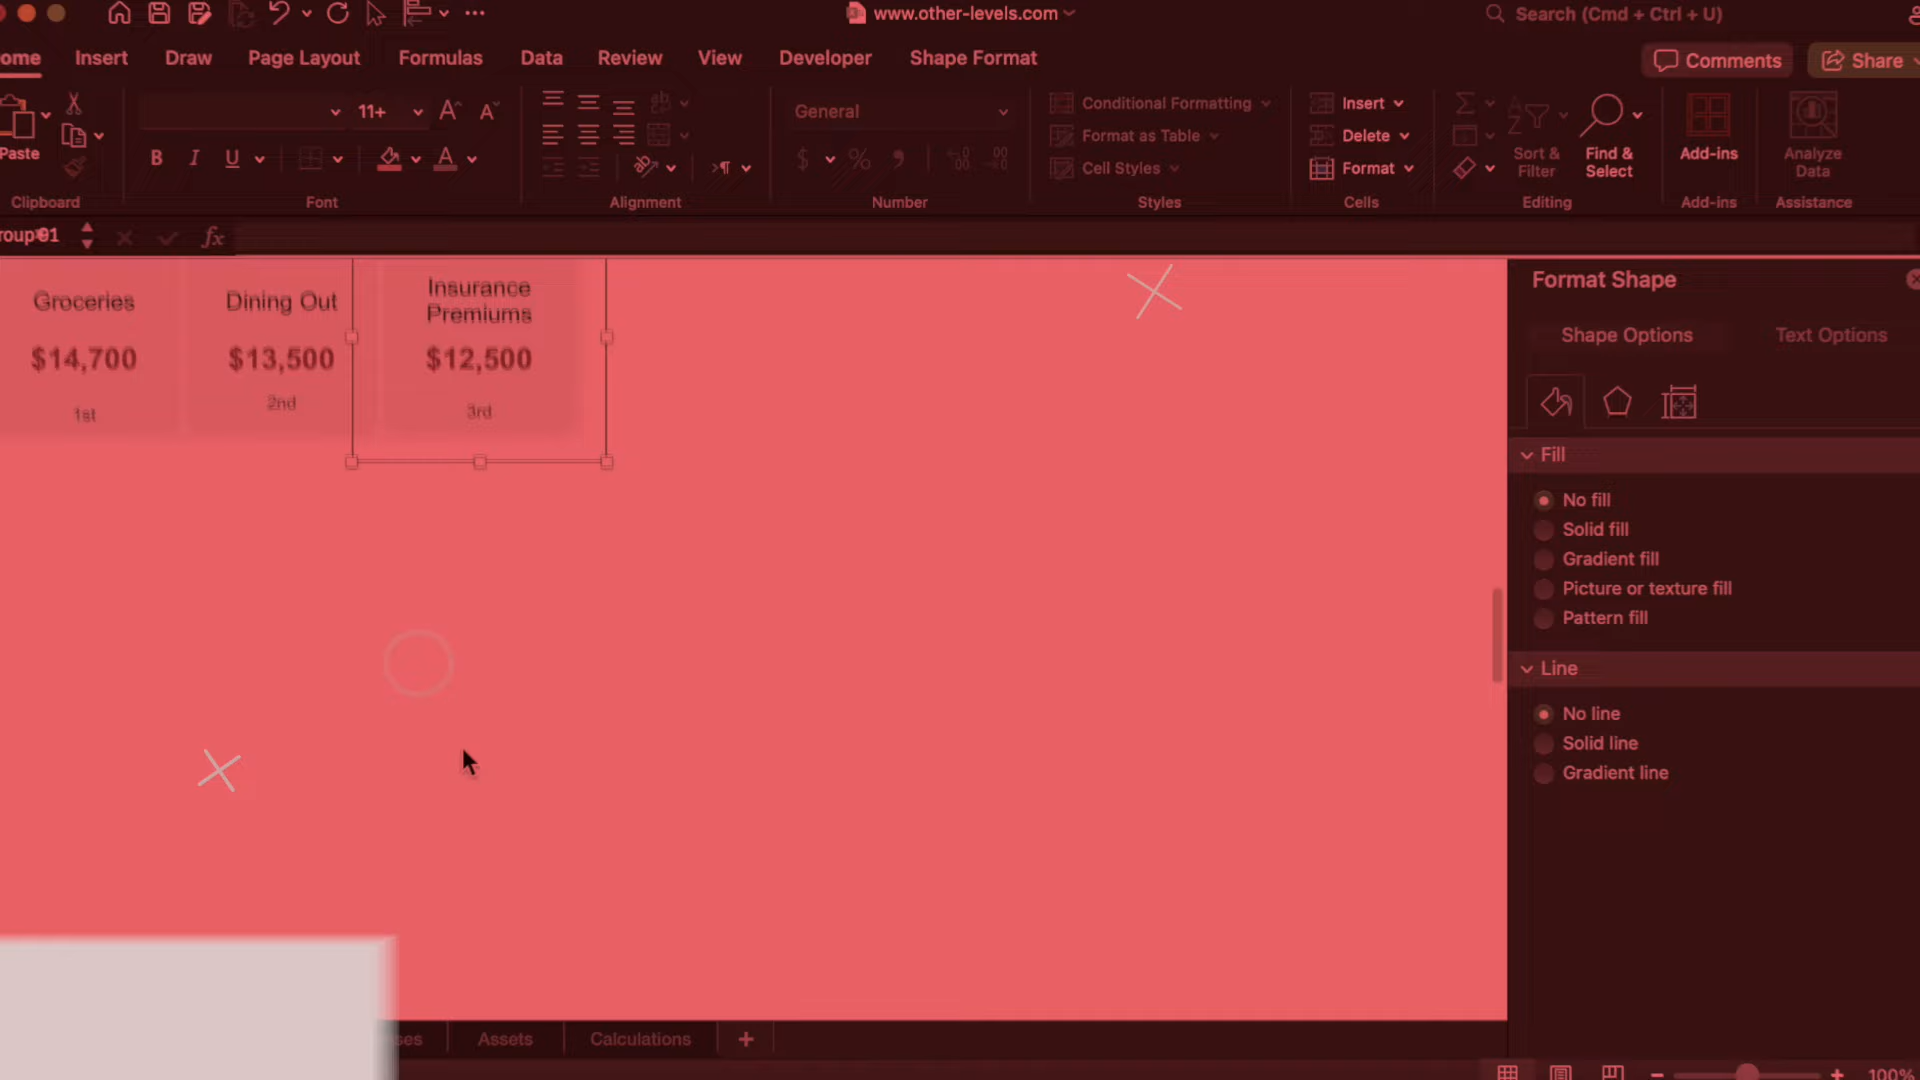 www.other-levels.com
Search (Cmd + Ctrl + U)
ome Insert Draw Page Layout Formulas Data Review View Developer Shape Format
Comments Share
Paste
11+
General
Conditional Formatting
Format as Table
Cell Styles
Insert
Delete
Format
Sort & Filter
Find & Select
Add-ins
Analyze Data
Clipboard Font Alignment Number Styles Cells Editing Add-ins Assistance
fx
Groceries
$14,700
1st
Dining Out
$13,500
2nd
Insurance
Premiums
$12,500
3rd
Format Shape
Shape Options Text Options
Fill
No fill
Solid fill
Gradient fill
Picture or texture fill
Pattern fill
Line
No line
Solid line
Gradient line
ses Assets Calculations +
100%